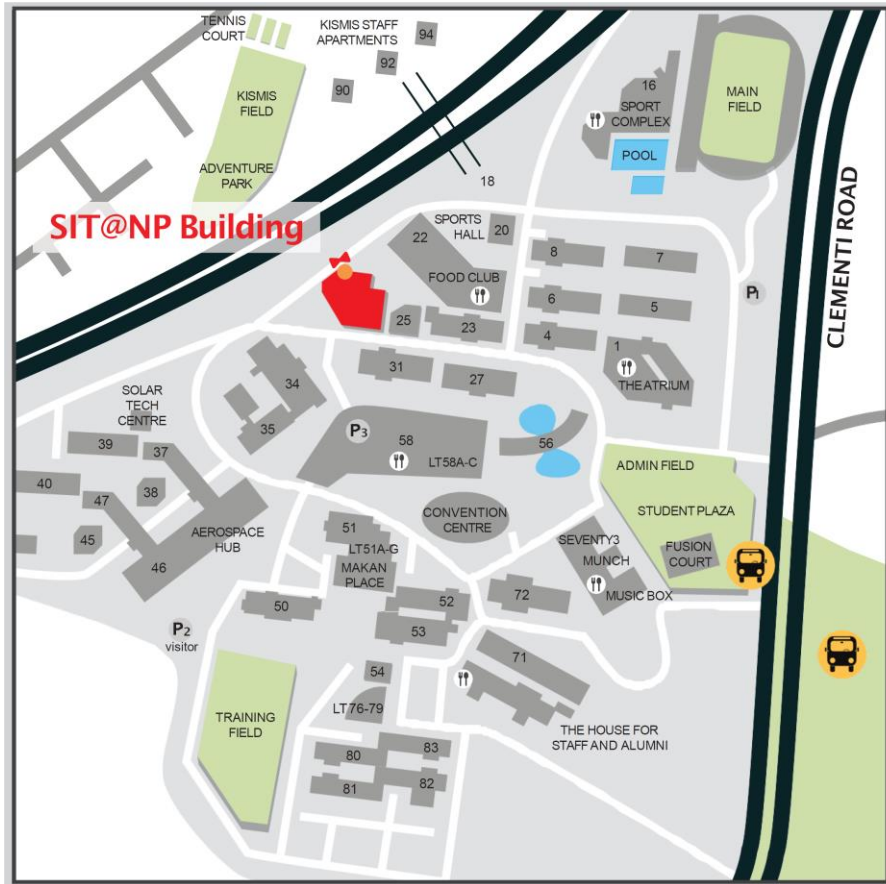 TENNIS
COURT
KISMIS STAFF
APARTMENTS
94
92
90
KISMIS
FIELD
ADVENTURE
PARK
16
SPORT
COMPLEX
POOL
MAIN
FIELD
CLEMENTI ROAD
18
SIT@NP Building
SPORTS
HALL
20
22
FOOD CLUB
8
7
6
5
P1
25
23
4
1
THE ATRIUM
31
27
34
35
SOLAR
TECH
CENTRE
39
37
40
47
38
45
46
AEROSPACE
HUB
P3
58
LT58A-C
56
ADMIN FIELD
STUDENT PLAZA
FUSION
COURT
CONVENTION
CENTRE
51
LT51A-G
MAKAN
PLACE
SEVENTY3
MUNCH
MUSIC BOX
50
52
53
72
P2
visitor
54
71
LT 76-79
TRAINING
FIELD
THE HOUSE FOR
STAFF AND ALUMNI
80
83
81
82